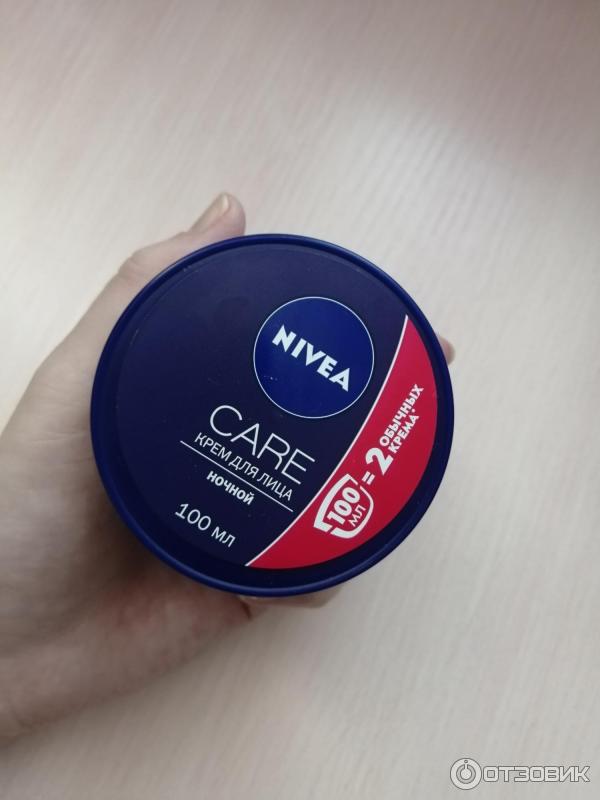 NIVEA
CARE
КРЕМ ДЛЯ ЛИЦА
НОЧНОЙ
100 МЛ
100
МЛ
= 2 ОБЫЧНЫХ
КРЕМА*
ОТЗОВИК